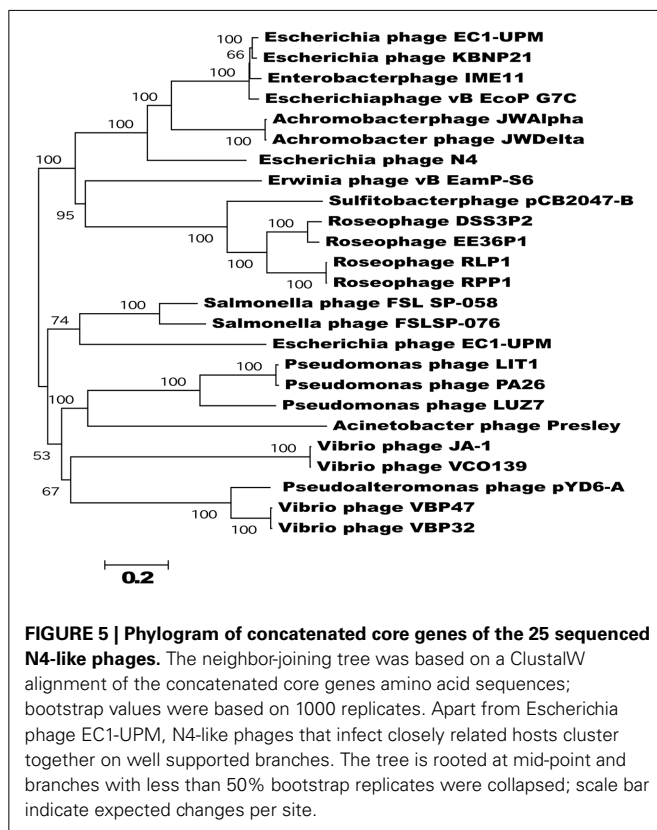 100
Escherichia phage EC1-UPM
66
Escherichia phage KBNP21
100
Enterobacterphage IME11
100
Escherichiaphage vB EcoP G7C
100
Achromobacterphage JWAlpha
100
Achromobacter phage JWDelta
100
Escherichia phage N4
Erwinia phage vB EamP-S6
95
Sulfitobacterphage pCB2047-B
100
100
Roseophage DSS3P2
Roseophage EE36P1
100
Roseophage RLP1
100
Roseophage RPP1
Salmonella phage FSL SP-058
100
74
Salmonella phage FSLSP-076
Escherichia phage EC1-UPM
100
Pseudomonas phage LIT1
100
Pseudomonas phage PA26
100
Pseudomonas phage LUZ7
Acinetobacter phage Presley
53
100
Vibrio phage JA-1
Vibrio phage VCO139
67
Pseudoalteromonas phage pYD6-A
100
Vibrio phage VBP47
100
Vibrio phage VBP32
0.2
FIGURE 5 | Phylogram of concatenated core genes of the 25 sequenced
N4-like phages. The neighbor-joining tree was based on a ClustalW
alignment of the concatenated core genes amino acid sequences;
bootstrap values were based on 1000 replicates. Apart from Escherichia
phage EC1-UPM, N4-like phages that infect closely related hosts cluster
together on well supported branches. The tree is rooted at mid-point and
branches with less than 50% bootstrap replicates were collapsed; scale bar
indicate expected changes per site.